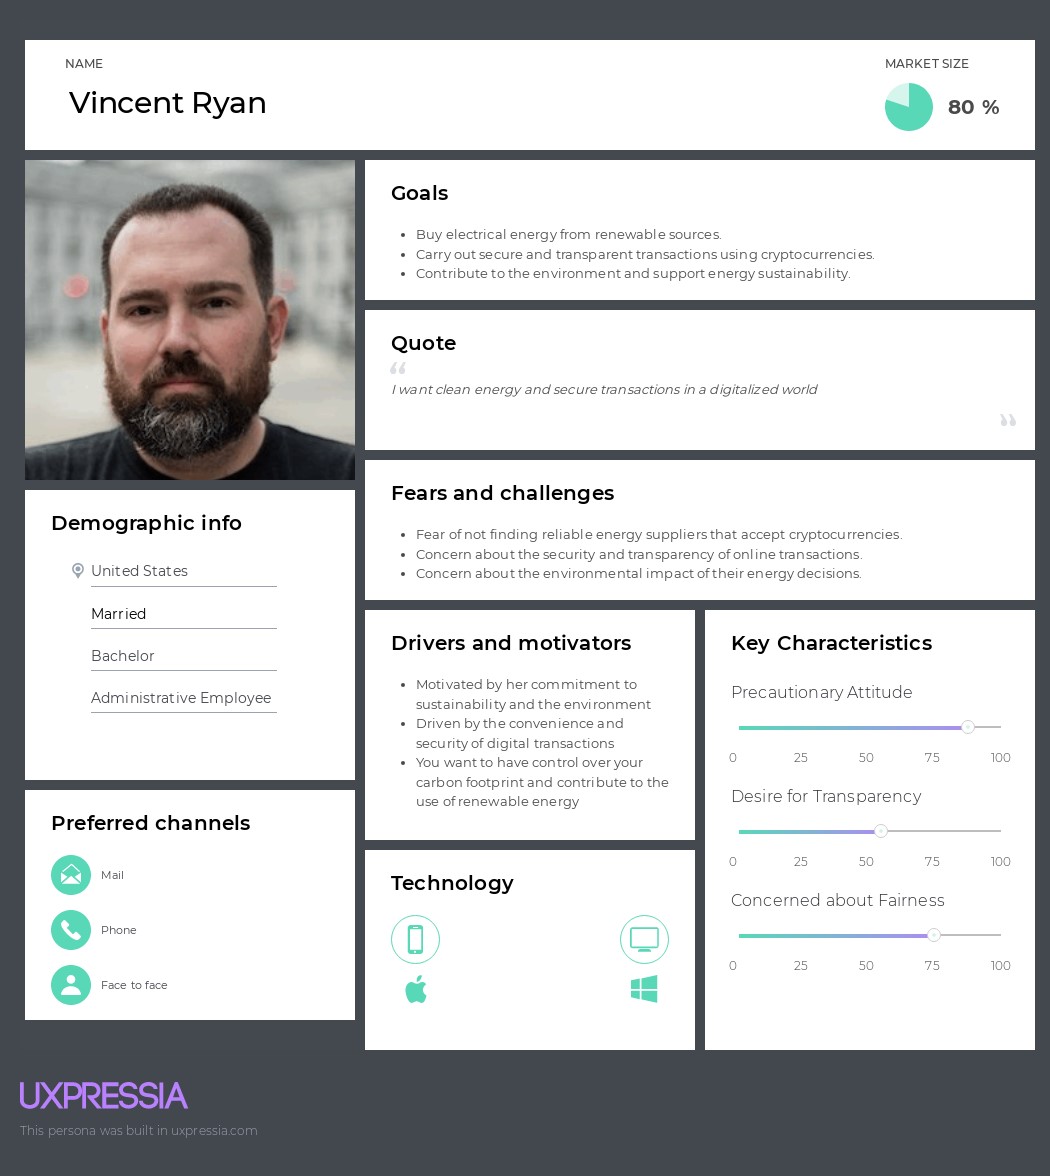 NAME
Vincent Ryan
MARKET SIZE
80 %
Goals
Buy electrical energy from renewable sources.
Carry out secure and transparent transactions using cryptocurrencies.
Contribute to the environment and support energy sustainability.
Quote
“
I want clean energy and secure transactions in a digitalized world
”
Fears and challenges
Fear of not finding reliable energy suppliers that accept cryptocurrencies.
Concern about the security and transparency of online transactions.
Concern about the environmental impact of their energy decisions.
Demographic info
United States
Married
Bachelor
Administrative Employee
Preferred channels
Mail
Phone
Face to face
Drivers and motivators
Motivated by her commitment to
sustainability and the environment
Driven by the convenience and
security of digital transactions
You want to have control over your
carbon footprint and contribute to the
use of renewable energy
Technology
Key Characteristics
Precautionary Attitude
0 25 50 75 100
Desire for Transparency
0 25 50 75 100
Concerned about Fairness
0 25 50 75 100
UXPRESSIA
This persona was built in uxpressia.com